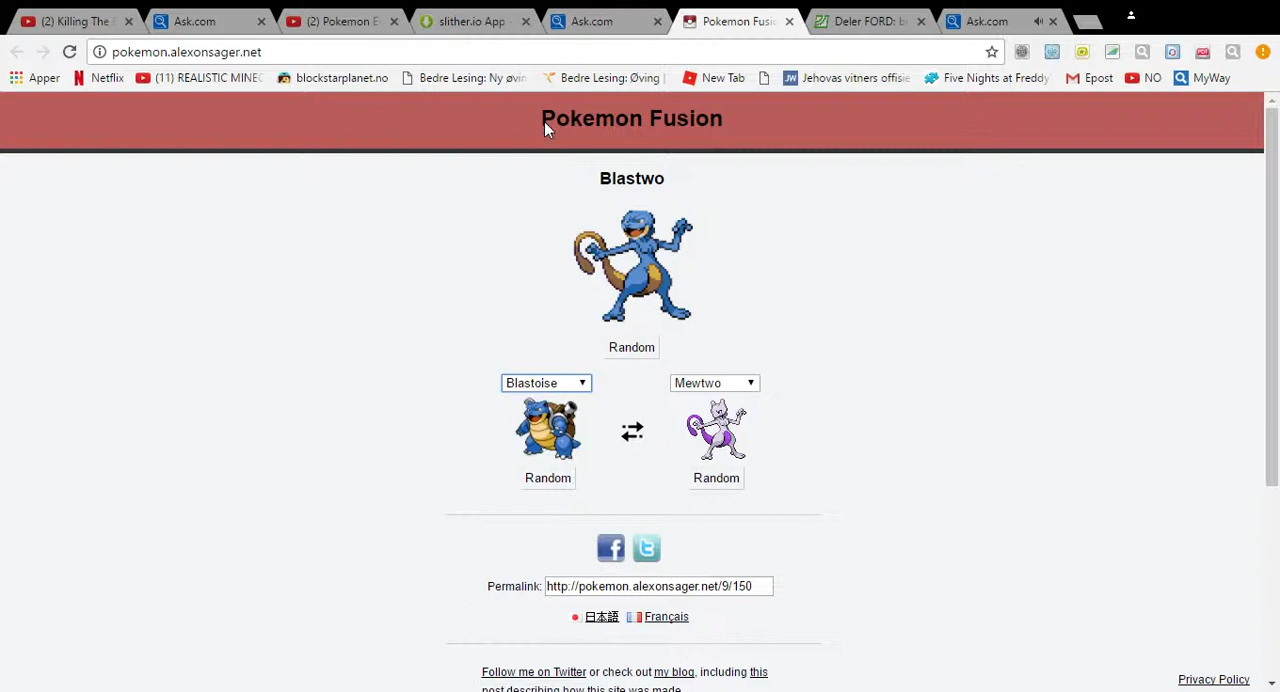 (2) Killing The
Ask.com
(2) Pokemon E
slither.io App
Ask.com
Pokemon Fusi
Deler FORD: b
Ask.com
pokemon.alexonsager.net
Apper
Netflix
(11) REALISTIC MINEC
blockstarplanet.no
Bedre Lesing: Ny øvin
Bedre Lesing: Øving |
New Tab
Jehovas vitners offisie
Five Nights at Freddy
Epost
NO
MyWay
Pokemon Fusion
Blastwo
Random
Blastoise
Mewtwo
Random
Random
Permalink: http://pokemon.alexonsager.net/9/150
日本語 Français
Follow me on Twitter or check out my blog, including this
post describing how this site was made
Privacy Policy